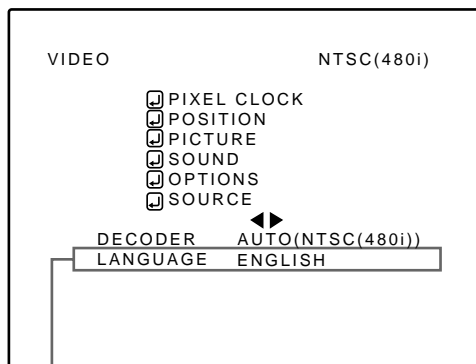 VIDEO NTSC(480i)
PIXEL CLOCK
POSITION
PICTURE
SOUND
OPTIONS
SOURCE
DECODER AUTO(NTSC(480i))
LANGUAGE ENGLISH